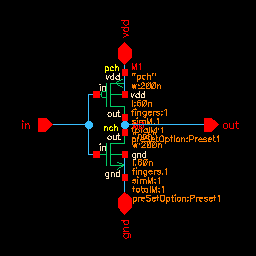 vdd
pch
M1
vdd
"pch"
w:200n
in
vdd
l:60n
fingers:1
out
simM:1
in
out
nch
totalM:1
out
preSetOption:Preset1
w:200n
in
gnd
l:60n
fingers:1
gnd
simM:1
totalM:1
preSetOption:Preset1
gnd